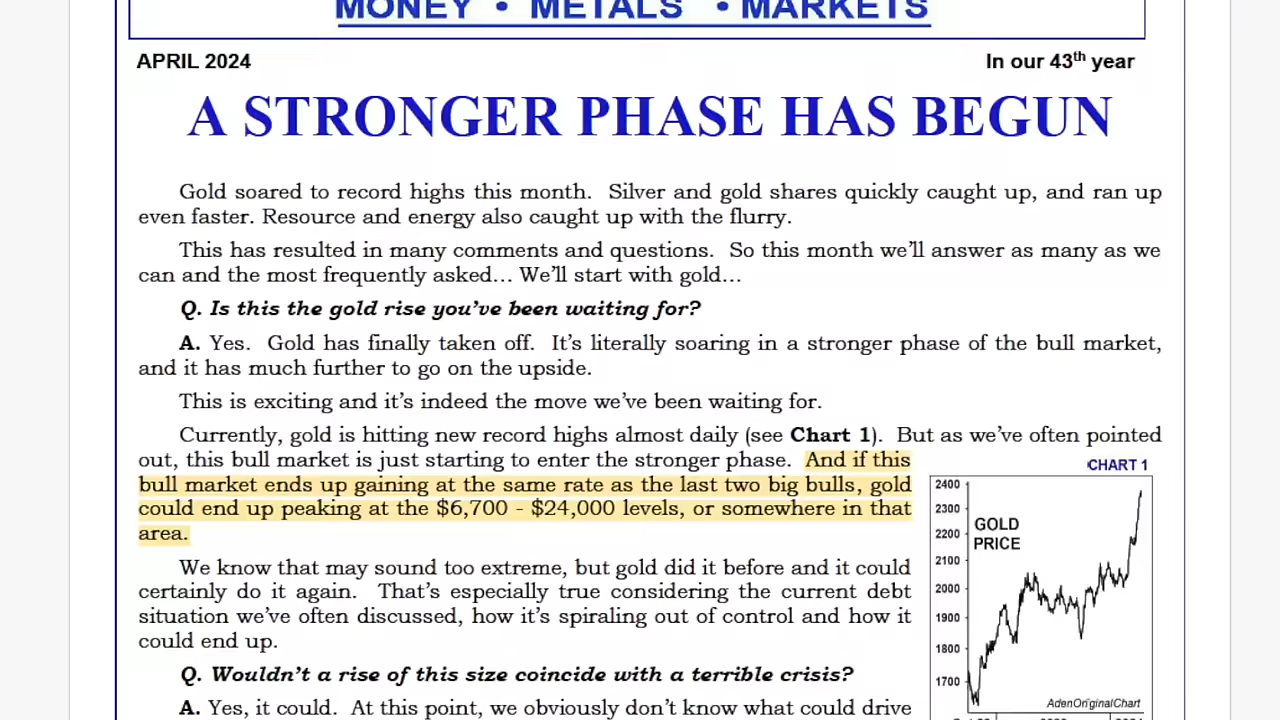 MONEY • METALS • MARKETS
APRIL 2024
In our 43th year
A STRONGER PHASE HAS BEGUN
Gold soared to record highs this month. Silver and gold shares quickly caught up, and ran up
even faster. Resource and energy also caught up with the flurry.
This has resulted in many comments and questions. So this month we'll answer as many as we
can and the most frequently asked... We'll start with gold...
Q. Is this the gold rise you've been waiting for?
A. Yes. Gold has finally taken off. It's literally soaring in a stronger phase of the bull market,
and it has much further to go on the upside.
This is exciting and it's indeed the move we've been waiting for.
Currently, gold is hitting new record highs almost daily (see Chart 1). But as we've often pointed
out, this bull market is just starting to enter the stronger phase. And if this
bull market ends up gaining at the same rate as the last two big bulls, gold
could end up peaking at the $6,700 - $24,000 levels, or somewhere in that
area.
We know that may sound too extreme, but gold did it before and it could
certainly do it again. That's especially true considering the current debt
situation we've often discussed, how it's spiraling out of control and how it
could end up.
Q. Wouldn't a rise of this size coincide with a terrible crisis?
A. Yes, it could. At this point, we obviously don't know what could drive
CHART 1
GOLD
PRICE
2400
2300
2200
2100
2000
1900
1800
1700
AdenOriginalChart